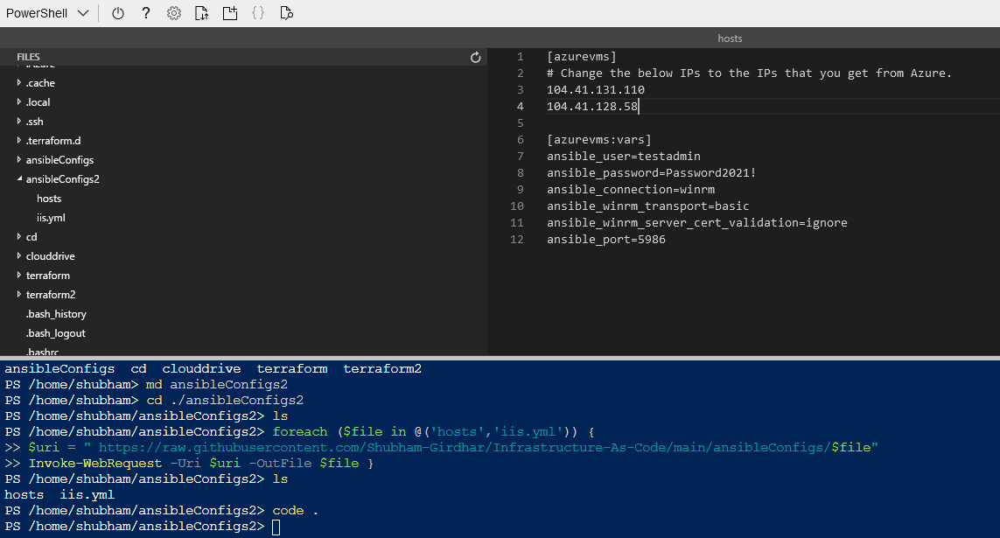 PowerShell
hosts
FILES
.Azure
.cache
.local
.ssh
.terraform.d
ansibleConfigs
ansibleConfigs2
hosts
iis.yml
cd
clouddrive
terraform
terraform2
.bash_history
.bash_logout
.bashrc
1 [azurevms]
2 # Change the below IPs to the IPs that you get from Azure.
3 104.41.131.110
4 104.41.128.58
5
6 [azurevms:vars]
7 ansible_user=testadmin
8 ansible_password=Password2021!
9 ansible_connection=winrm
10 ansible_winrm_transport=basic
11 ansible_winrm_server_cert_validation=ignore
12 ansible_port=5986
ansibleConfigs  cd  clouddrive  terraform  terraform2
PS /home/shubham> md ansibleConfigs2
PS /home/shubham> cd ./ansibleConfigs2
PS /home/shubham/ansibleConfigs2> ls
PS /home/shubham/ansibleConfigs2> foreach ($file in @('hosts','iis.yml')) {
>> $uri = " https://raw.githubusercontent.com/Shubham-Girdhar/Infrastructure-As-Code/main/ansibleConfigs/$file"
>> Invoke-WebRequest -Uri $uri -OutFile $file }
PS /home/shubham/ansibleConfigs2> ls
hosts  iis.yml
PS /home/shubham/ansibleConfigs2> code .
PS /home/shubham/ansibleConfigs2>